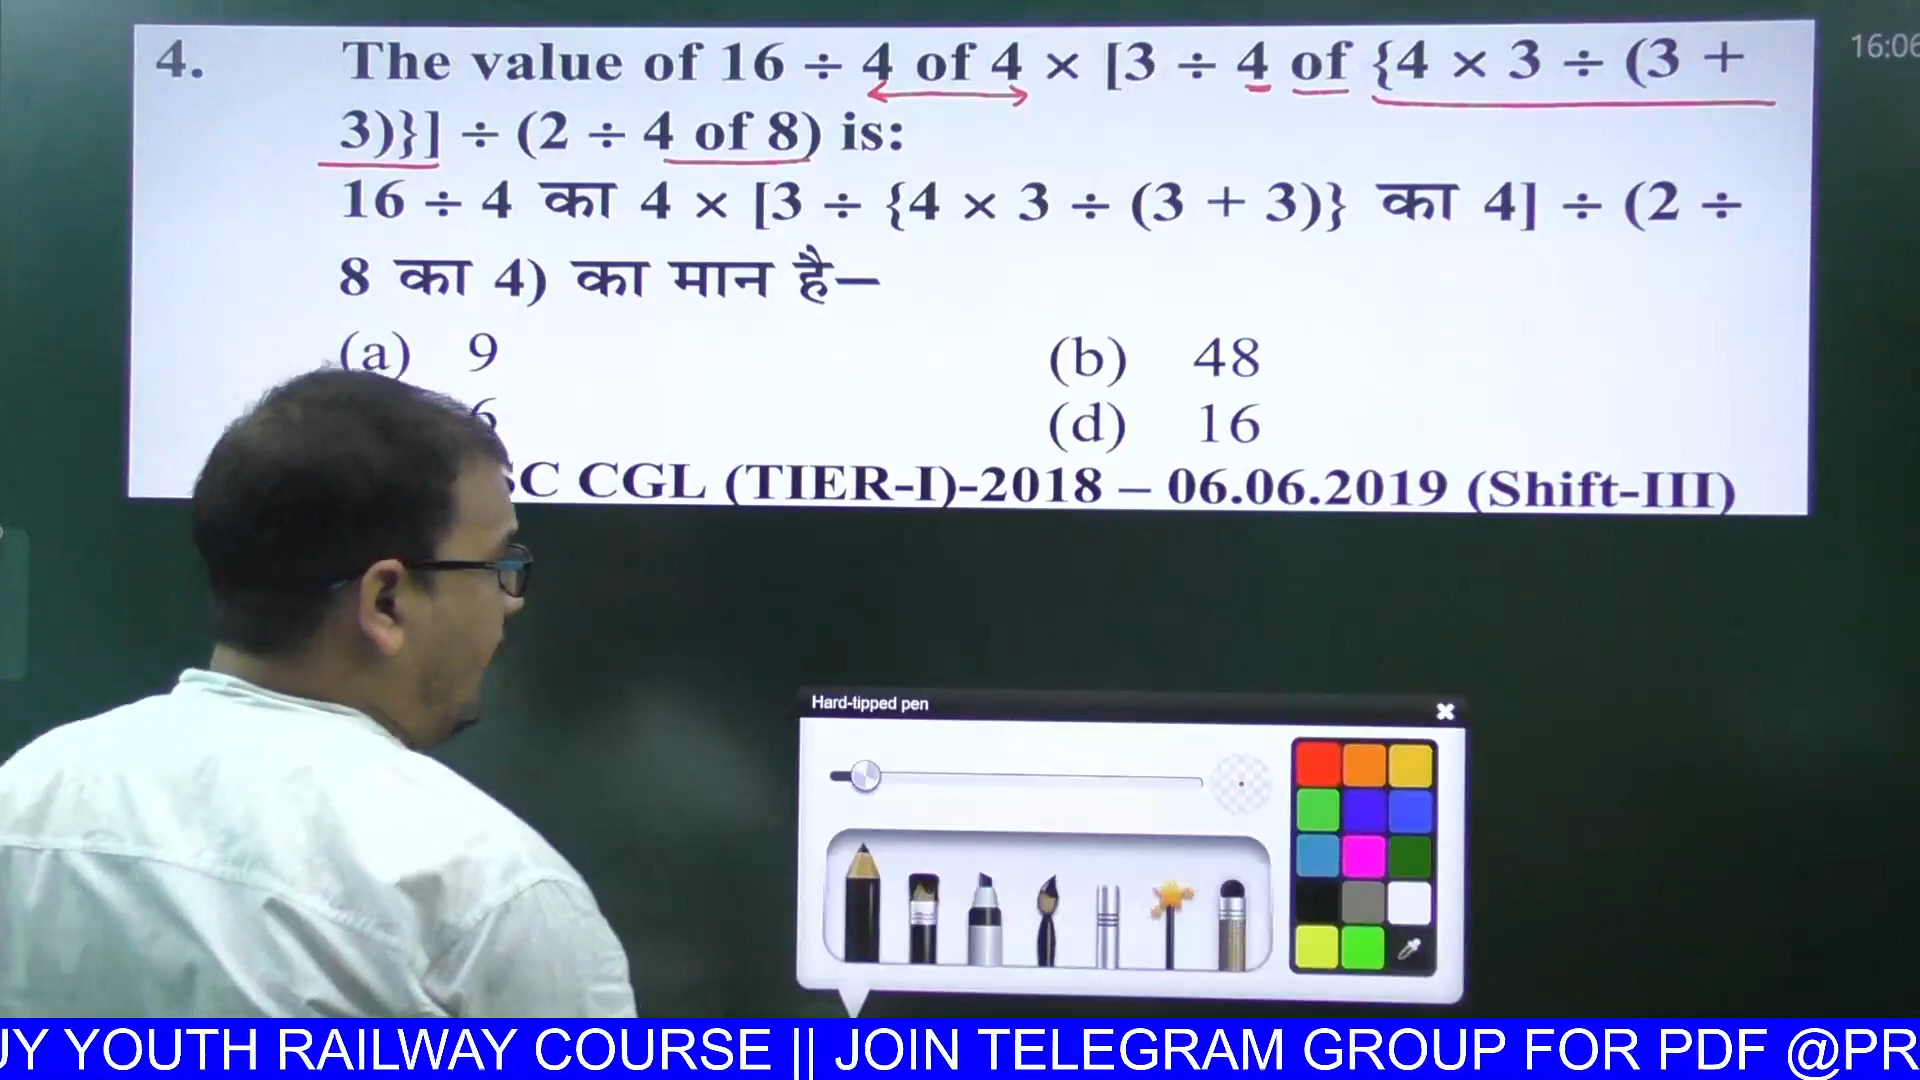 16:06
4. The value of 16 ÷ 4 of 4 × [3 ÷ 4 of {4 × 3 ÷ (3 +
3)}] ÷ (2 ÷ 4 of 8) is:
16 ÷ 4 का 4 × [3 ÷ {4 × 3 ÷ (3 + 3)} का 4] ÷ (2 ÷
8 का 4) का मान है–
(a) 9 (b) 48
6 (d) 16
SC CGL (TIER-I)-2018 – 06.06.2019 (Shift-III)
Hard-tipped pen
UY YOUTH RAILWAY COURSE || JOIN TELEGRAM GROUP FOR PDF @PR